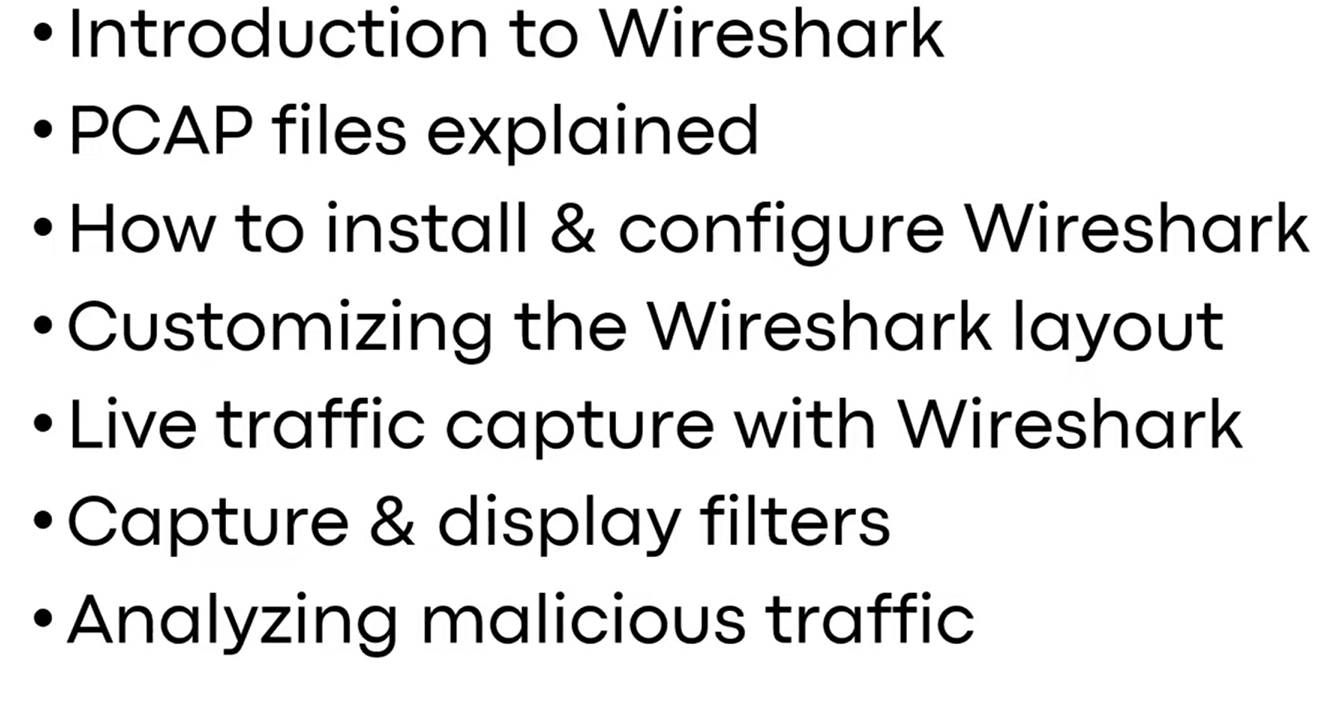 • Introduction to Wireshark
• PCAP files explained
• How to install & configure Wireshark
• Customizing the Wireshark layout
• Live traffic capture with Wireshark
• Capture & display filters
• Analyzing malicious traffic